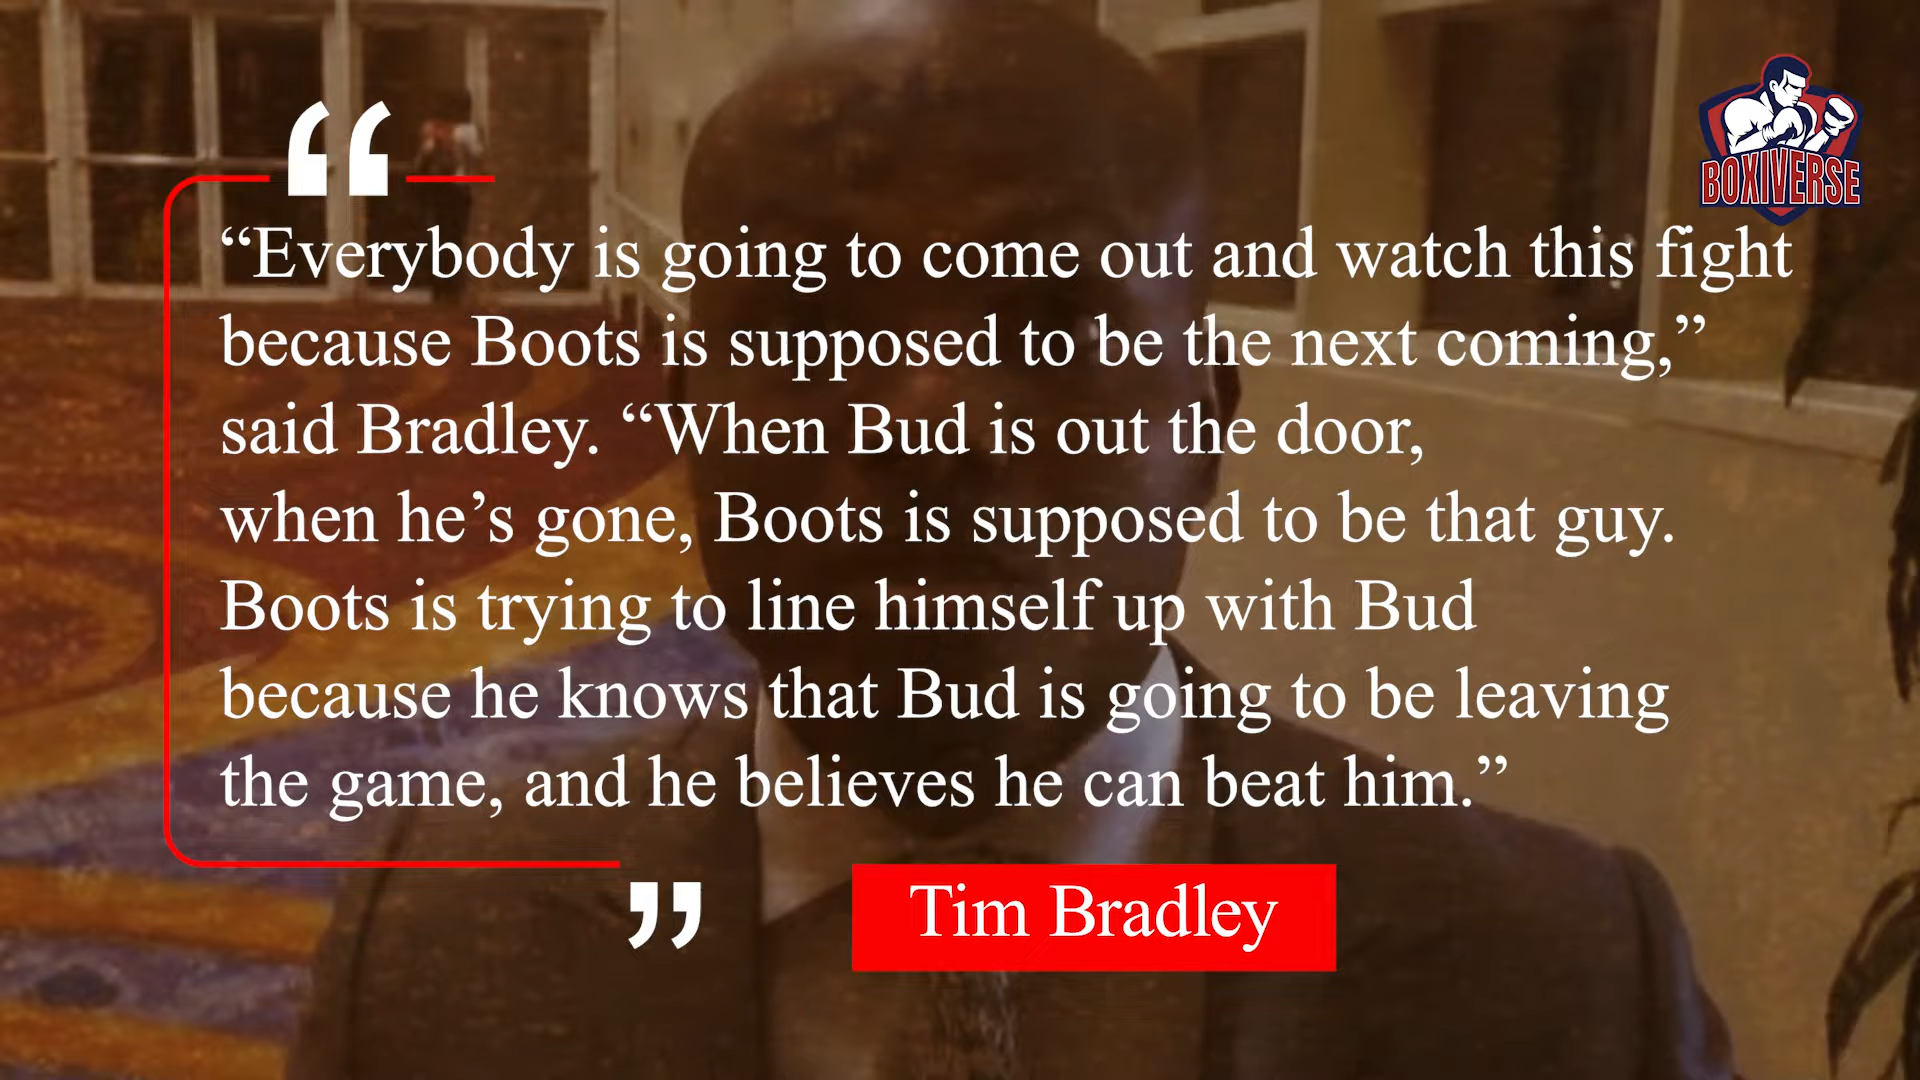 BOXIVERSE
“Everybody is going to come out and watch this fight
because Boots is supposed to be the next coming,”
said Bradley. “When Bud is out the door,
when he’s gone, Boots is supposed to be that guy.
Boots is trying to line himself up with Bud
because he knows that Bud is going to be leaving
the game, and he believes he can beat him.”
Tim Bradley